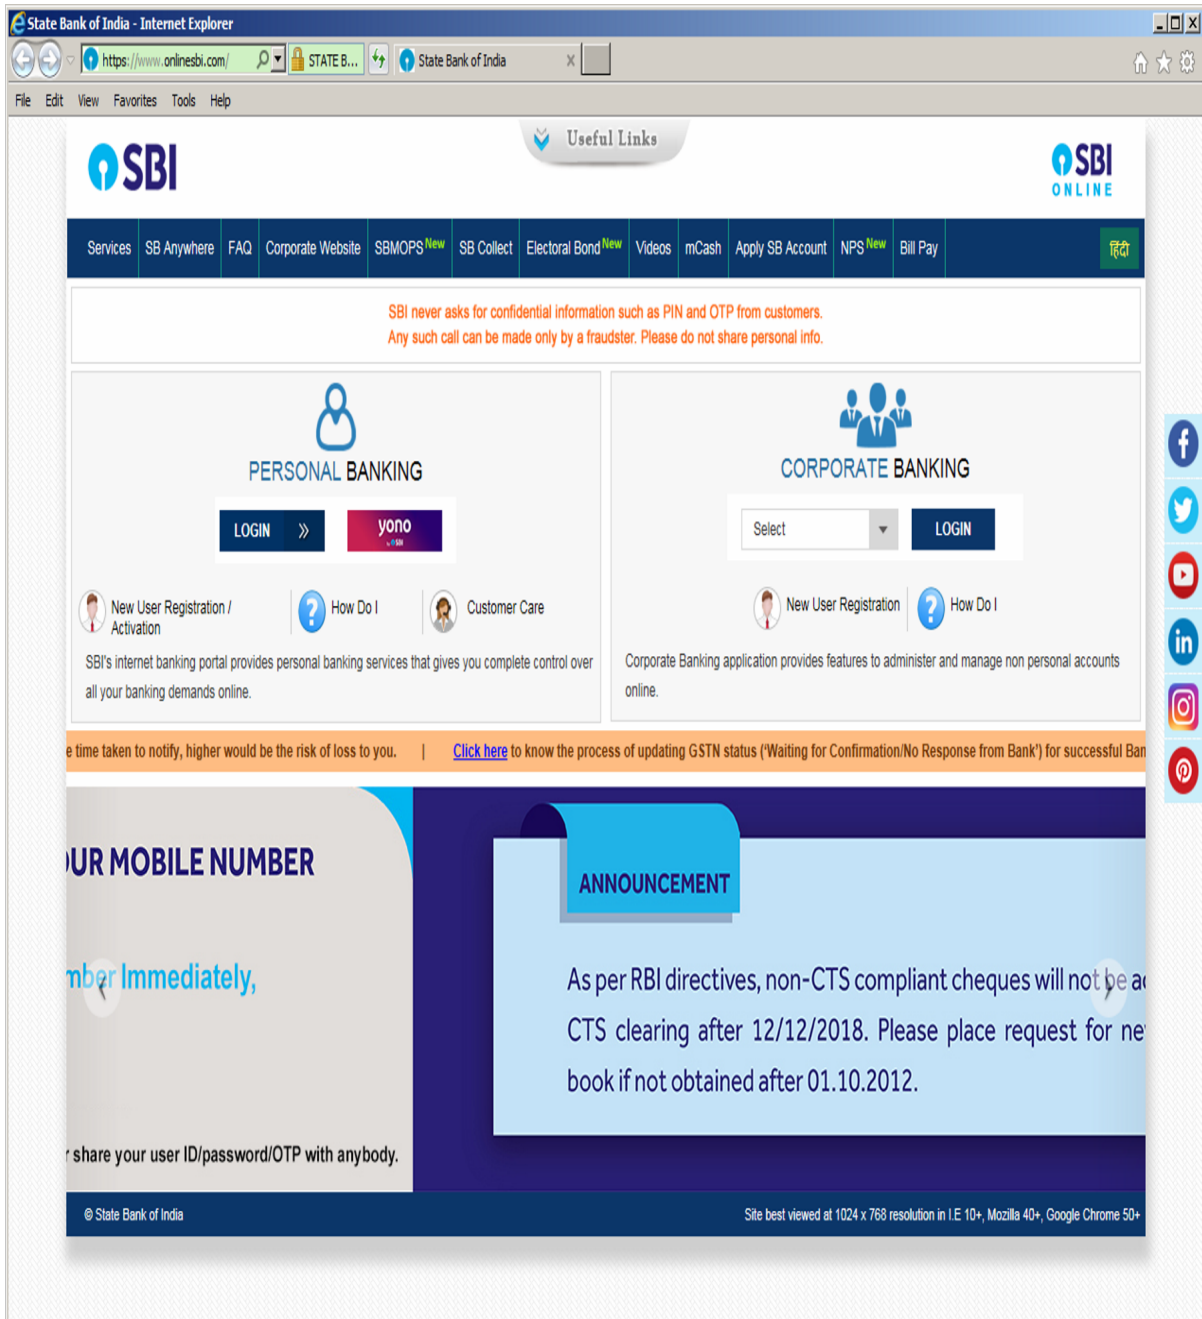 State Bank of India - Internet Explorer
https://www.onlinesbi.com/ STATE B... State Bank of India
File Edit View Favorites Tools Help
Useful Links
SBI
SBI
ONLINE
Services SB Anywhere FAQ Corporate Website SBMOPS New SB Collect Electoral Bond New Videos mCash Apply SB Account NPS New Bill Pay हिंदी
SBI never asks for confidential information such as PIN and OTP from customers.
Any such call can be made only by a fraudster. Please do not share personal info.
PERSONAL BANKING
LOGIN »
yono
by SBI
New User Registration /
Activation
How Do I
Customer Care
SBI's internet banking portal provides personal banking services that gives you complete control over
all your banking demands online.
CORPORATE BANKING
Select
LOGIN
New User Registration
How Do I
Corporate Banking application provides features to administer and manage non personal accounts
online.
e time taken to notify, higher would be the risk of loss to you. | Click here to know the process of updating GSTN status ('Waiting for Confirmation/No Response from Bank') for successful Ban
OUR MOBILE NUMBER
mber Immediately,
r share your user ID/password/OTP with anybody.
ANNOUNCEMENT
As per RBI directives, non-CTS compliant cheques will not be ac
CTS clearing after 12/12/2018. Please place request for ne
book if not obtained after 01.10.2012.
© State Bank of India
Site best viewed at 1024 x 768 resolution in I.E 10+, Mozilla 40+, Google Chrome 50+